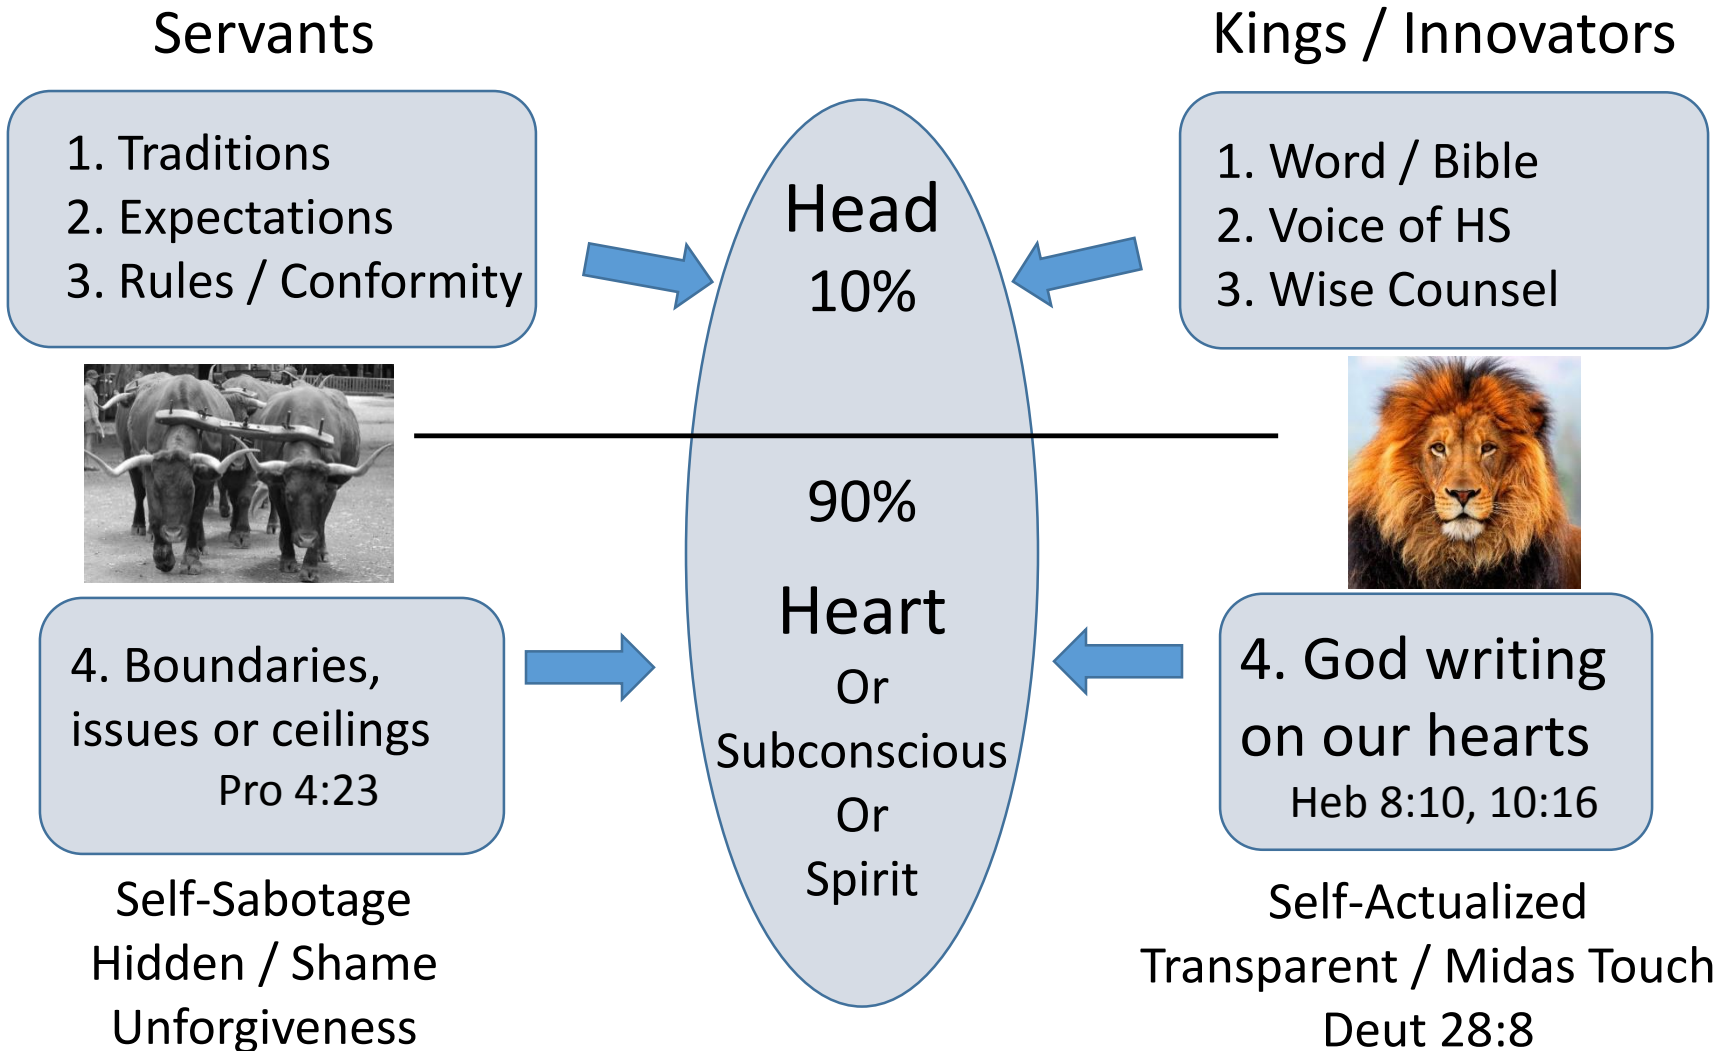 Servants
1. Traditions
2. Expectations
3. Rules / Conformity
4. Boundaries,
issues or ceilings
Pro 4:23
Self-Sabotage
Hidden / Shame
Unforgiveness
Head
10%
90%
Heart
Or
Subconscious
Or
Spirit
Kings / Innovators
1. Word / Bible
2. Voice of HS
3. Wise Counsel
4. God writing
on our hearts
Heb 8:10, 10:16
Self-Actualized
Transparent / Midas Touch
Deut 28:8